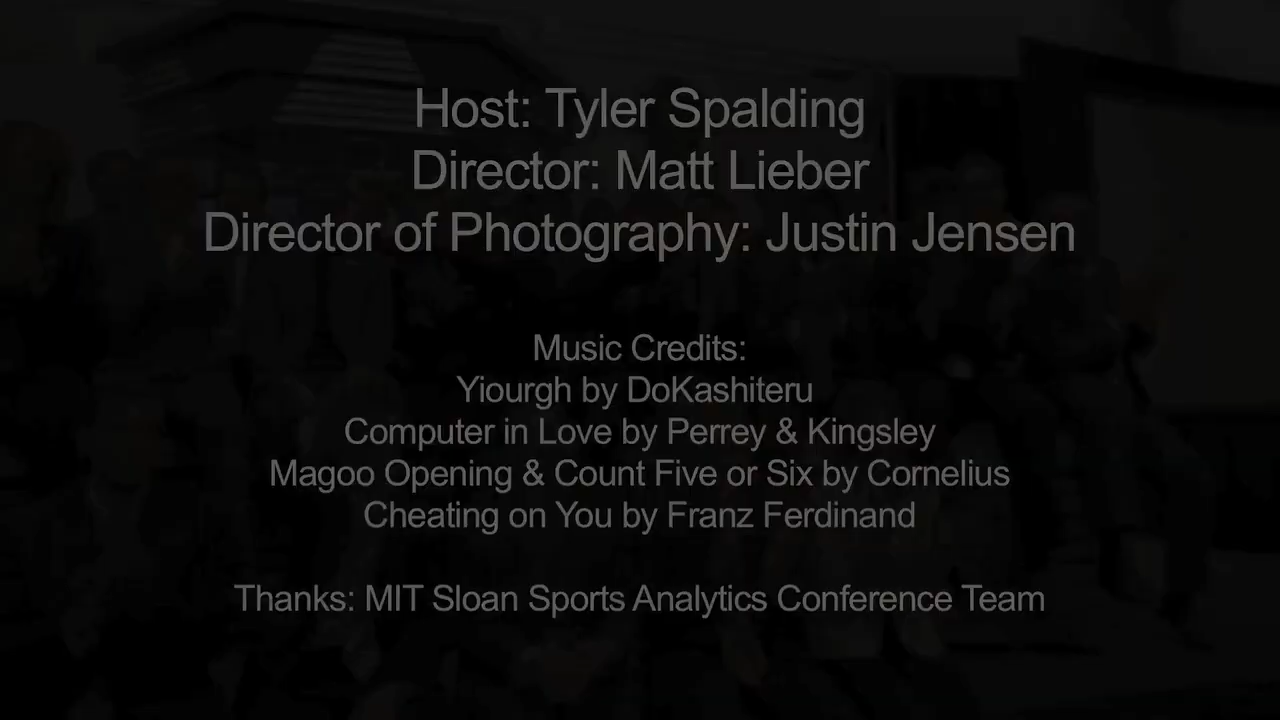 Host: Tyler Spalding
Director: Matt Lieber
Director of Photography: Justin Jensen
Music Credits:
Yiourgh by DoKashiteru
Computer in Love by Perrey & Kingsley
Magoo Opening & Count Five or Six by Cornelius
Cheating on You by Franz Ferdinand
Thanks: MIT Sloan Sports Analytics Conference Team